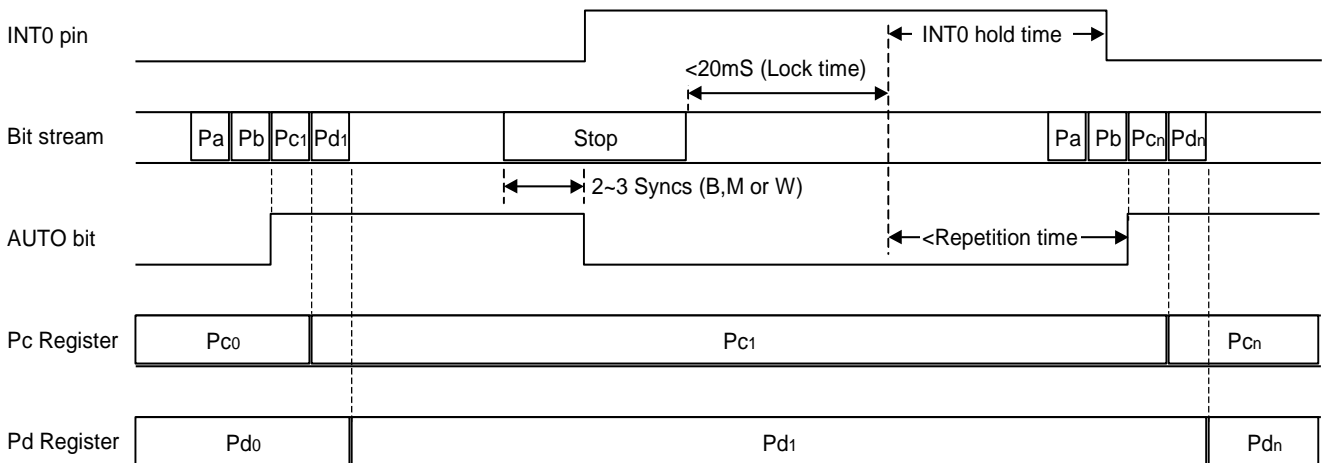 INT0 pin
INT0 hold time
<20mS (Lock time)
Bit stream
Pa Pb Pc1 Pd1 Stop Pa Pb Pcn Pdn
2~3 Syncs (B,M or W)
AUTO bit
<Repetition time
Pc Register
Pc0 Pc1 Pcn
Pd Register
Pd0 Pd1 Pdn